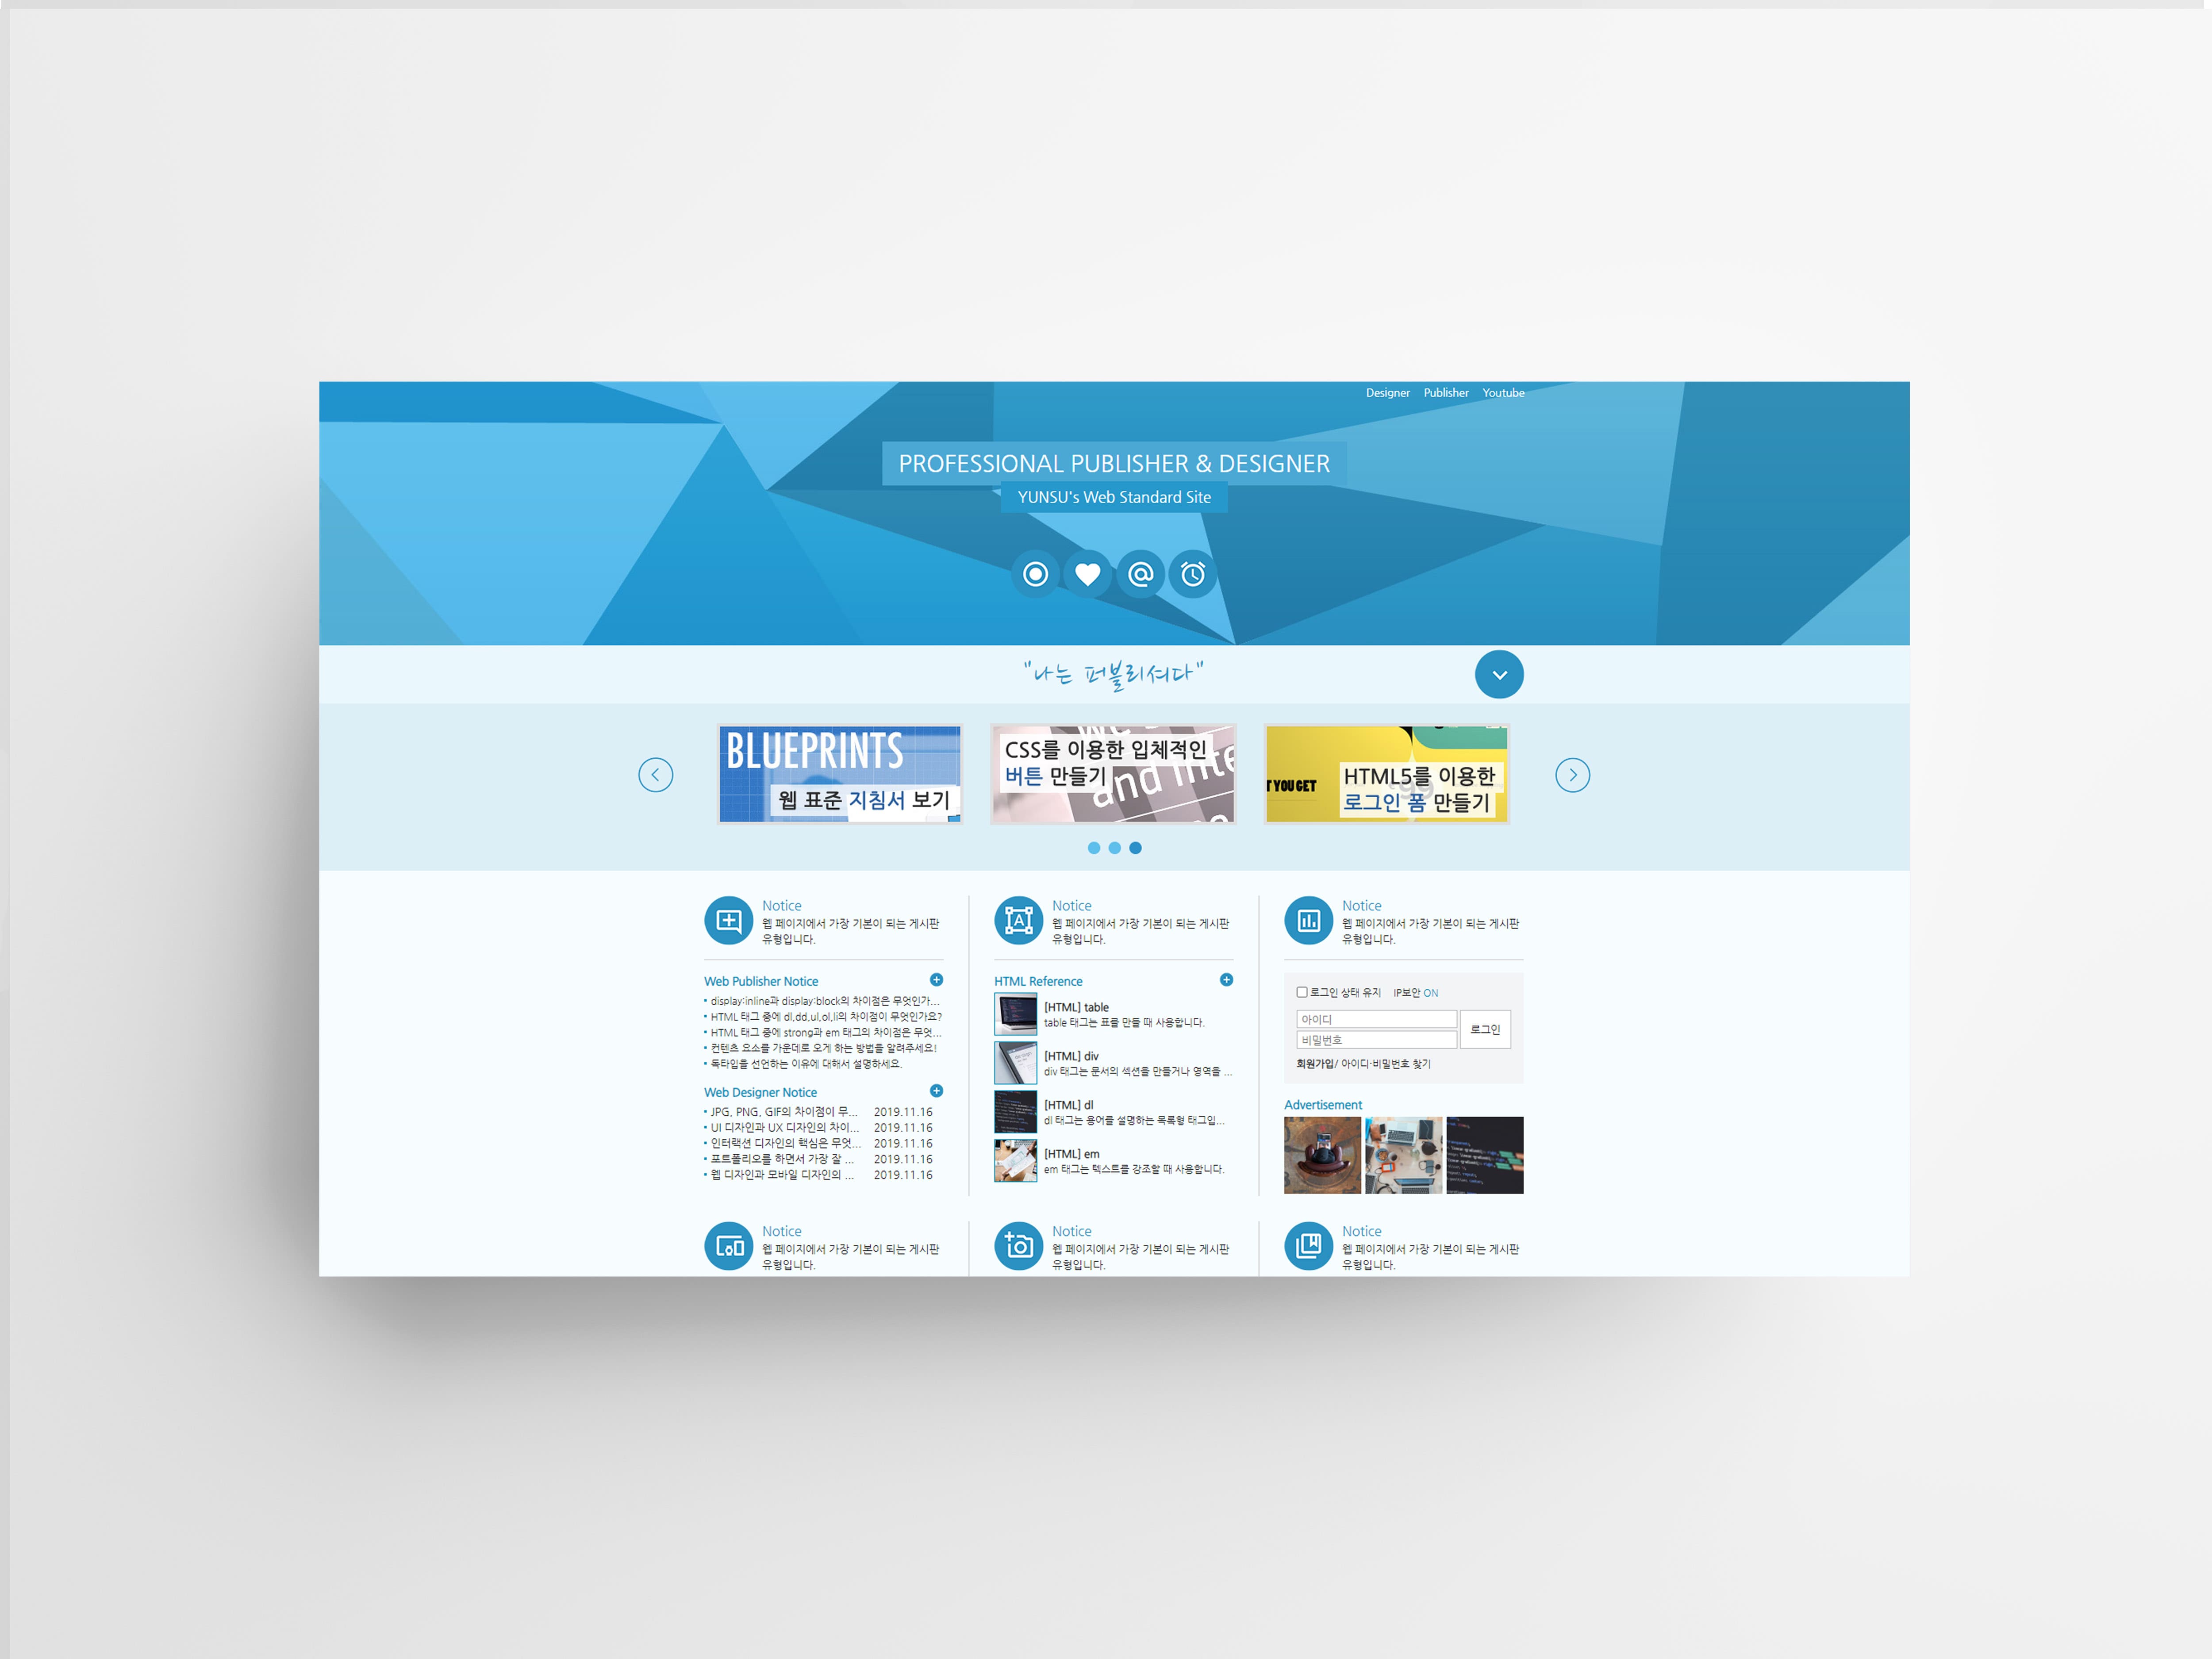 Designer Publisher Youtube
PROFESSIONAL PUBLISHER & DESIGNER
YUNSU's Web Standard Site
"나는 퍼블리셔다"
BLUEPRINTS
웹 표준 지침서 보기
CSS를 이용한 입체적인
버튼 만들기
and Inte
T YOU GET
HTML5를 이용한
로그인 폼 만들기
Notice
웹 페이지에서 가장 기본이 되는 게시판
유형입니다.
Web Publisher Notice
• display:inline과 display:block의 차이점은 무엇인가...
• HTML 태그 중에 dl,dd,ul,ol,li의 차이점이 무엇인가요?
• HTML 태그 중에 strong과 em 태그의 차이점은 무엇...
• 컨텐츠 요소를 가운데로 오게 하는 방법을 알려주세요!
• 독타입을 선언하는 이유에 대해서 설명하세요.
Web Designer Notice
• JPG, PNG, GIF의 차이점이 무... 2019.11.16
• UI 디자인과 UX 디자인의 차이... 2019.11.16
• 인터랙션 디자인의 핵심은 무엇... 2019.11.16
• 포트폴리오를 하면서 가장 잘 ... 2019.11.16
• 웹 디자인과 모바일 디자인의 ... 2019.11.16
Notice
웹 페이지에서 가장 기본이 되는 게시판
유형입니다.
HTML Reference
[HTML] table
table 태그는 표를 만들 때 사용합니다.
[HTML] div
div 태그는 문서의 섹션을 만들거나 영역을 ...
[HTML] dl
dl 태그는 용어를 설명하는 목록형 태그입...
[HTML] em
em 태그는 텍스트를 강조할 때 사용합니다.
Notice
웹 페이지에서 가장 기본이 되는 게시판
유형입니다.
로그인 상태 유지 IP보안 ON
아이디
비밀번호
로그인
회원가입/ 아이디·비밀번호 찾기
Advertisement
Notice
웹 페이지에서 가장 기본이 되는 게시판
유형입니다.
Notice
웹 페이지에서 가장 기본이 되는 게시판
유형입니다.
Notice
웹 페이지에서 가장 기본이 되는 게시판
유형입니다.